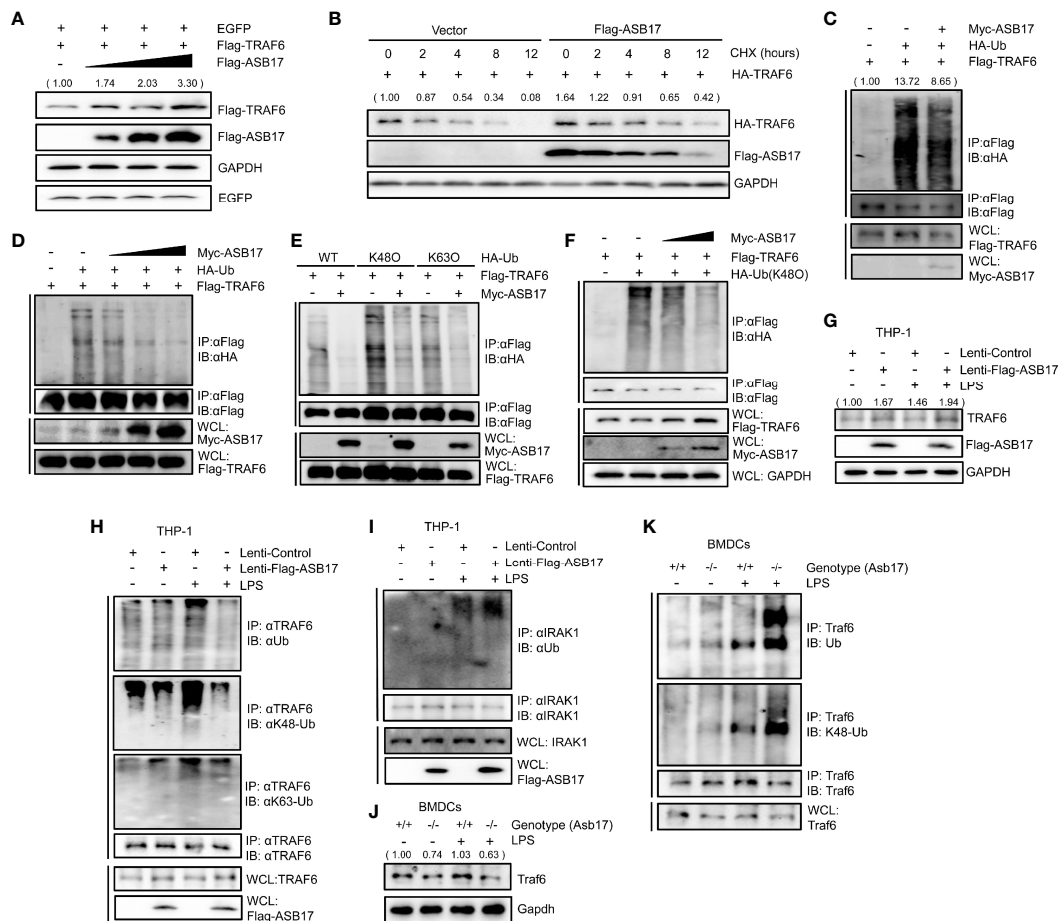 A
+ + + + EGFP
+ + + + Flag-TRAF6
- Flag-ASB17
( 1.00 1.74 2.03 3.30 )
Flag-TRAF6
Flag-ASB17
GAPDH
EGFP
B
Vector Flag-ASB17
0 2 4 8 12 0 2 4 8 12 CHX (hours)
+ + + + + + + + + + HA-TRAF6
( 1.00 0.87 0.54 0.34 0.08 1.64 1.22 0.91 0.65 0.42 )
HA-TRAF6
Flag-ASB17
GAPDH
C
- - + Myc-ASB17
- + + HA-Ub
+ + + Flag-TRAF6
( 1.00 13.72 8.65 )
IP:αFlag
IB:αHA
IP:αFlag
IB:αFlag
WCL:
Flag-TRAF6
WCL:
Myc-ASB17
D
- - Myc-ASB17
- + + + + HA-Ub
+ + + + + Flag-TRAF6
IP:αFlag
IB:αHA
IP:αFlag
IB:αFlag
WCL:
Myc-ASB17
WCL:
Flag-TRAF6
E
WT K48O K63O HA-Ub
+ + + + + + Flag-TRAF6
- + - + - + Myc-ASB17
IP:αFlag
IB:αHA
IP:αFlag
IB:αFlag
WCL:
Myc-ASB17
WCL:
Flag-TRAF6
F
- - Myc-ASB17
+ + + + Flag-TRAF6
- + + + HA-Ub(K48O)
IP:αFlag
IB:αHA
IP:αFlag
IB:αFlag
WCL:
Flag-TRAF6
WCL:
Myc-ASB17
WCL: GAPDH
G
THP-1
+ - + - Lenti-Control
- + - + Lenti-Flag-ASB17
- - + + LPS
( 1.00 1.67 1.46 1.94 )
TRAF6
Flag-ASB17
GAPDH
H
THP-1
+ - + - Lenti-Control
- + - + Lenti-Flag-ASB17
- - + + LPS
IP: αTRAF6
IB: αUb
IP: αTRAF6
IB: αK48-Ub
IP: αTRAF6
IB: αK63-Ub
IP: αTRAF6
IB: αTRAF6
WCL:TRAF6
WCL:
Flag-ASB17
I
THP-1
+ - + - Lenti-Control
- + - + Lenti-Flag-ASB17
- - + + LPS
IP: αIRAK1
IB: αUb
IP: αIRAK1
IB: αIRAK1
WCL: IRAK1
WCL:
Flag-ASB17
J
BMDCs
+/+ -/- +/+ -/- Genotype (Asb17)
- - + + LPS
( 1.00 0.74 1.03 0.63 )
Traf6
Gapdh
K
BMDCs
+/+ -/- +/+ -/- Genotype (Asb17)
- - + + LPS
IP: Traf6
IB: Ub
IP: Traf6
IB: K48-Ub
IP: Traf6
IB: Traf6
WCL:
Traf6